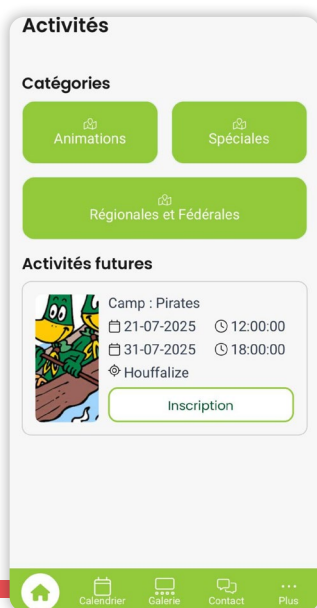 Activités
Catégories
Animations
Spéciales
Régionales et Fédérales
Activités futures
Camp : Pirates
21-07-2025 12:00:00
31-07-2025 18:00:00
Houffalize
Inscription
Calendrier Galerie Contact Plus